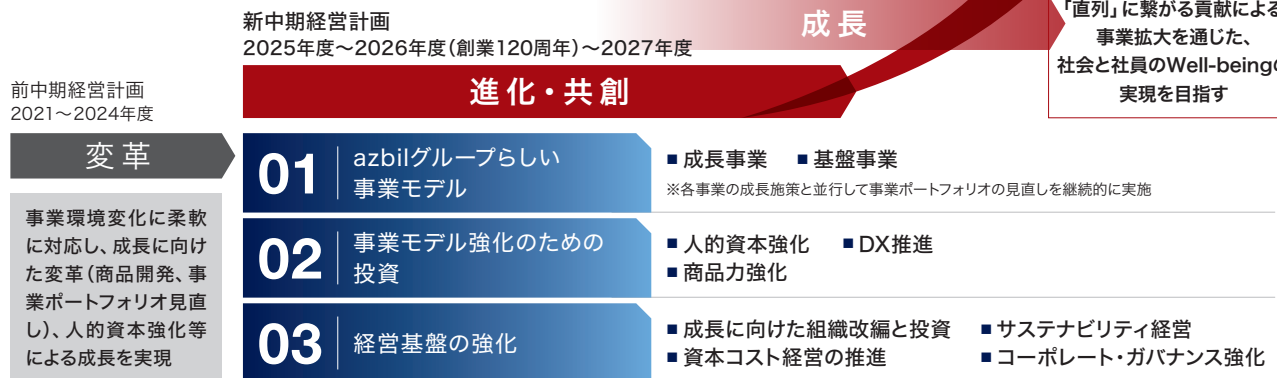 新中期経営計画
2025年度～2026年度(創業120周年)～2027年度
成長
「直列」に繋がる貢献による
事業拡大を通じた、
社会と社員のWell-beingの
実現を目指す
進化・共創
前中期経営計画
2021～2024年度
変革
事業環境変化に柔軟
に対応し、成長に向け
た変革(商品開発、事
業ポートフォリオ見直
し)、人的資本強化等
による成長を実現
01
azbilグループらしい
事業モデル
■成長事業 ■基盤事業
※各事業の成長施策と並行して事業ポートフォリオの見直しを継続的に実施
02
事業モデル強化のための
投資
■人的資本強化 ■DX推進
■商品力強化
03
経営基盤の強化
■成長に向けた組織改編と投資 ■サステナビリティ経営
■資本コスト経営の推進 ■コーポレート・ガバナンス強化